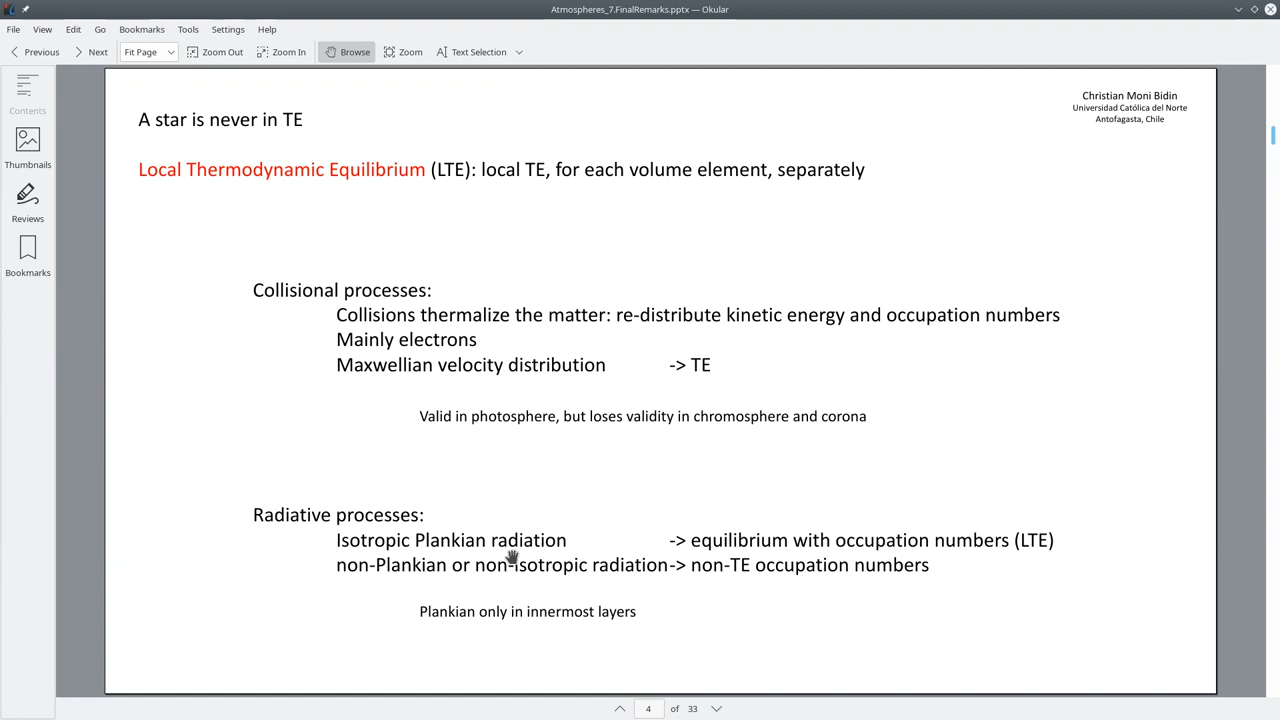 Atmospheres_7.FinalRemarks.pptx — Okular
File View Edit Go Bookmarks Tools Settings Help
Previous Next Fit Page Zoom Out Zoom In Browse Zoom Text Selection
Contents
Thumbnails
Reviews
Bookmarks
Christian Moni Bidin
Universidad Católica del Norte
Antofagasta, Chile
A star is never in TE
Local Thermodynamic Equilibrium (LTE): local TE, for each volume element, separately
Collisional processes:
Collisions thermalize the matter: re-distribute kinetic energy and occupation numbers
Mainly electrons
Maxwellian velocity distribution -> TE
Valid in photosphere, but loses validity in chromosphere and corona
Radiative processes:
Isotropic Plankian radiation -> equilibrium with occupation numbers (LTE)
non-Plankian or non-isotropic radiation-> non-TE occupation numbers
Plankian only in innermost layers
4 of 33